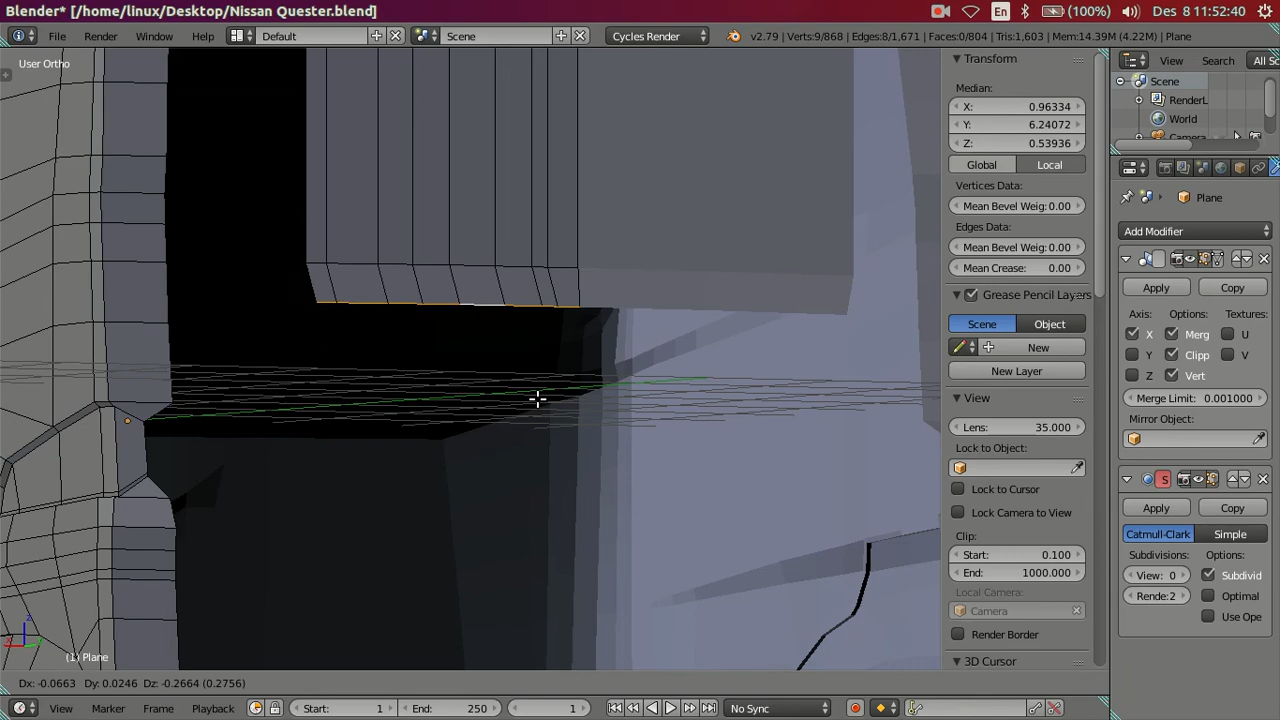 Blender* [/home/linux/Desktop/Nissan Quester.blend]
En
(100%)
Des 8 11:52:40
File Render Window Help
Default
Scene
Cycles Render
v2.79 | Verts:9/868 | Edges:8/1,671 | Faces:0/804 | Tris:1,603 | Mem:14.39M (4.22M) | Plane
User Ortho
Transform
Median:
X: 0.96334
Y: 6.24072
Z: 0.53936
Global Local
Vertices Data:
Mean Bevel Weig: 0.00
Edges Data:
Mean Bevel Weig: 0.00
Mean Crease: 0.00
Grease Pencil Layers
Scene Object
New
New Layer
View
Lens: 35.000
Lock to Object:
Lock to Cursor
Lock Camera to View
Clip:
Start: 0.100
End: 1000.000
Local Camera:
Camera
Render Border
3D Cursor
View Search All Sc
Scene
RenderL
World
Camera
Plane
Add Modifier
Apply Copy
Axis: Options: Textures:
X Merg U
Y Clipp V
Z Vert
Merge Limit: 0.001000
Mirror Object:
S
Apply Copy
Catmull-Clark Simple
Subdivisions: Options:
View: 0 Subdivid
Rende: 2 Optimal
Use Ope
(1) Plane
Dx: -0.0663 Dy: 0.0246 Dz: -0.2664 (0.2756)
View Marker Frame Playback
Start: 1
End: 250
1
No Sync